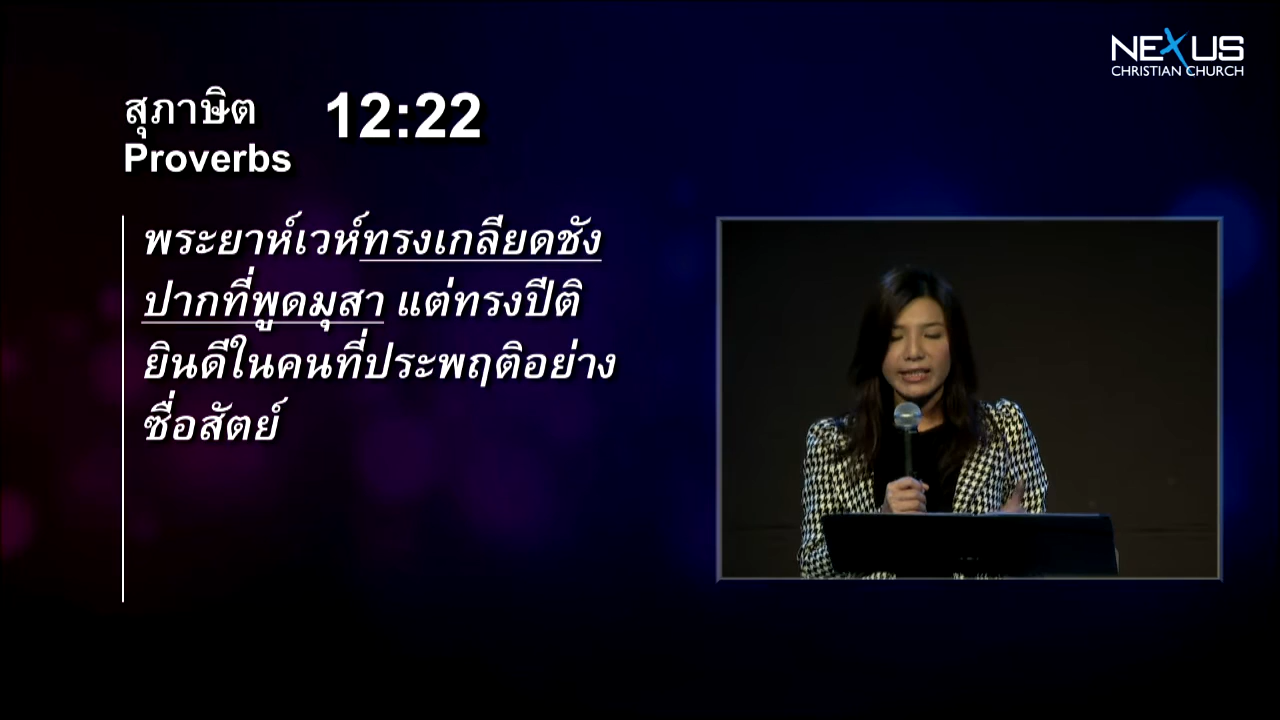 NEXUS
CHRISTIAN CHURCH
สุภาษิต 12:22
Proverbs
พระยาห์เวห์ทรงเกลียดชัง
ปากที่พูดมุสา แต่ทรงปีติ
ยินดีในคนที่ประพฤติอย่าง
ซื่อสัตย์